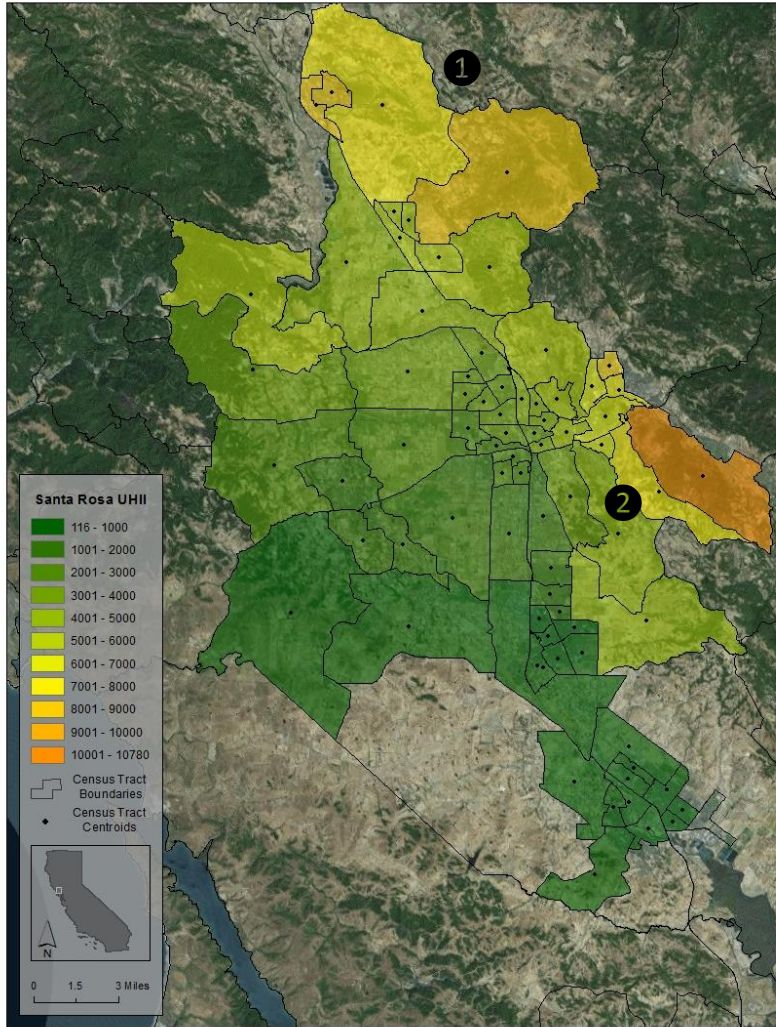 1
2
Santa Rosa UHII
116 - 1000
1001 - 2000
2001 - 3000
3001 - 4000
4001 - 5000
5001 - 6000
6001 - 7000
7001 - 8000
8001 - 9000
9001 - 10000
10001 - 10780
Census Tract
Boundaries
Census Tract
Centroids
N
0 1.5 3 Miles